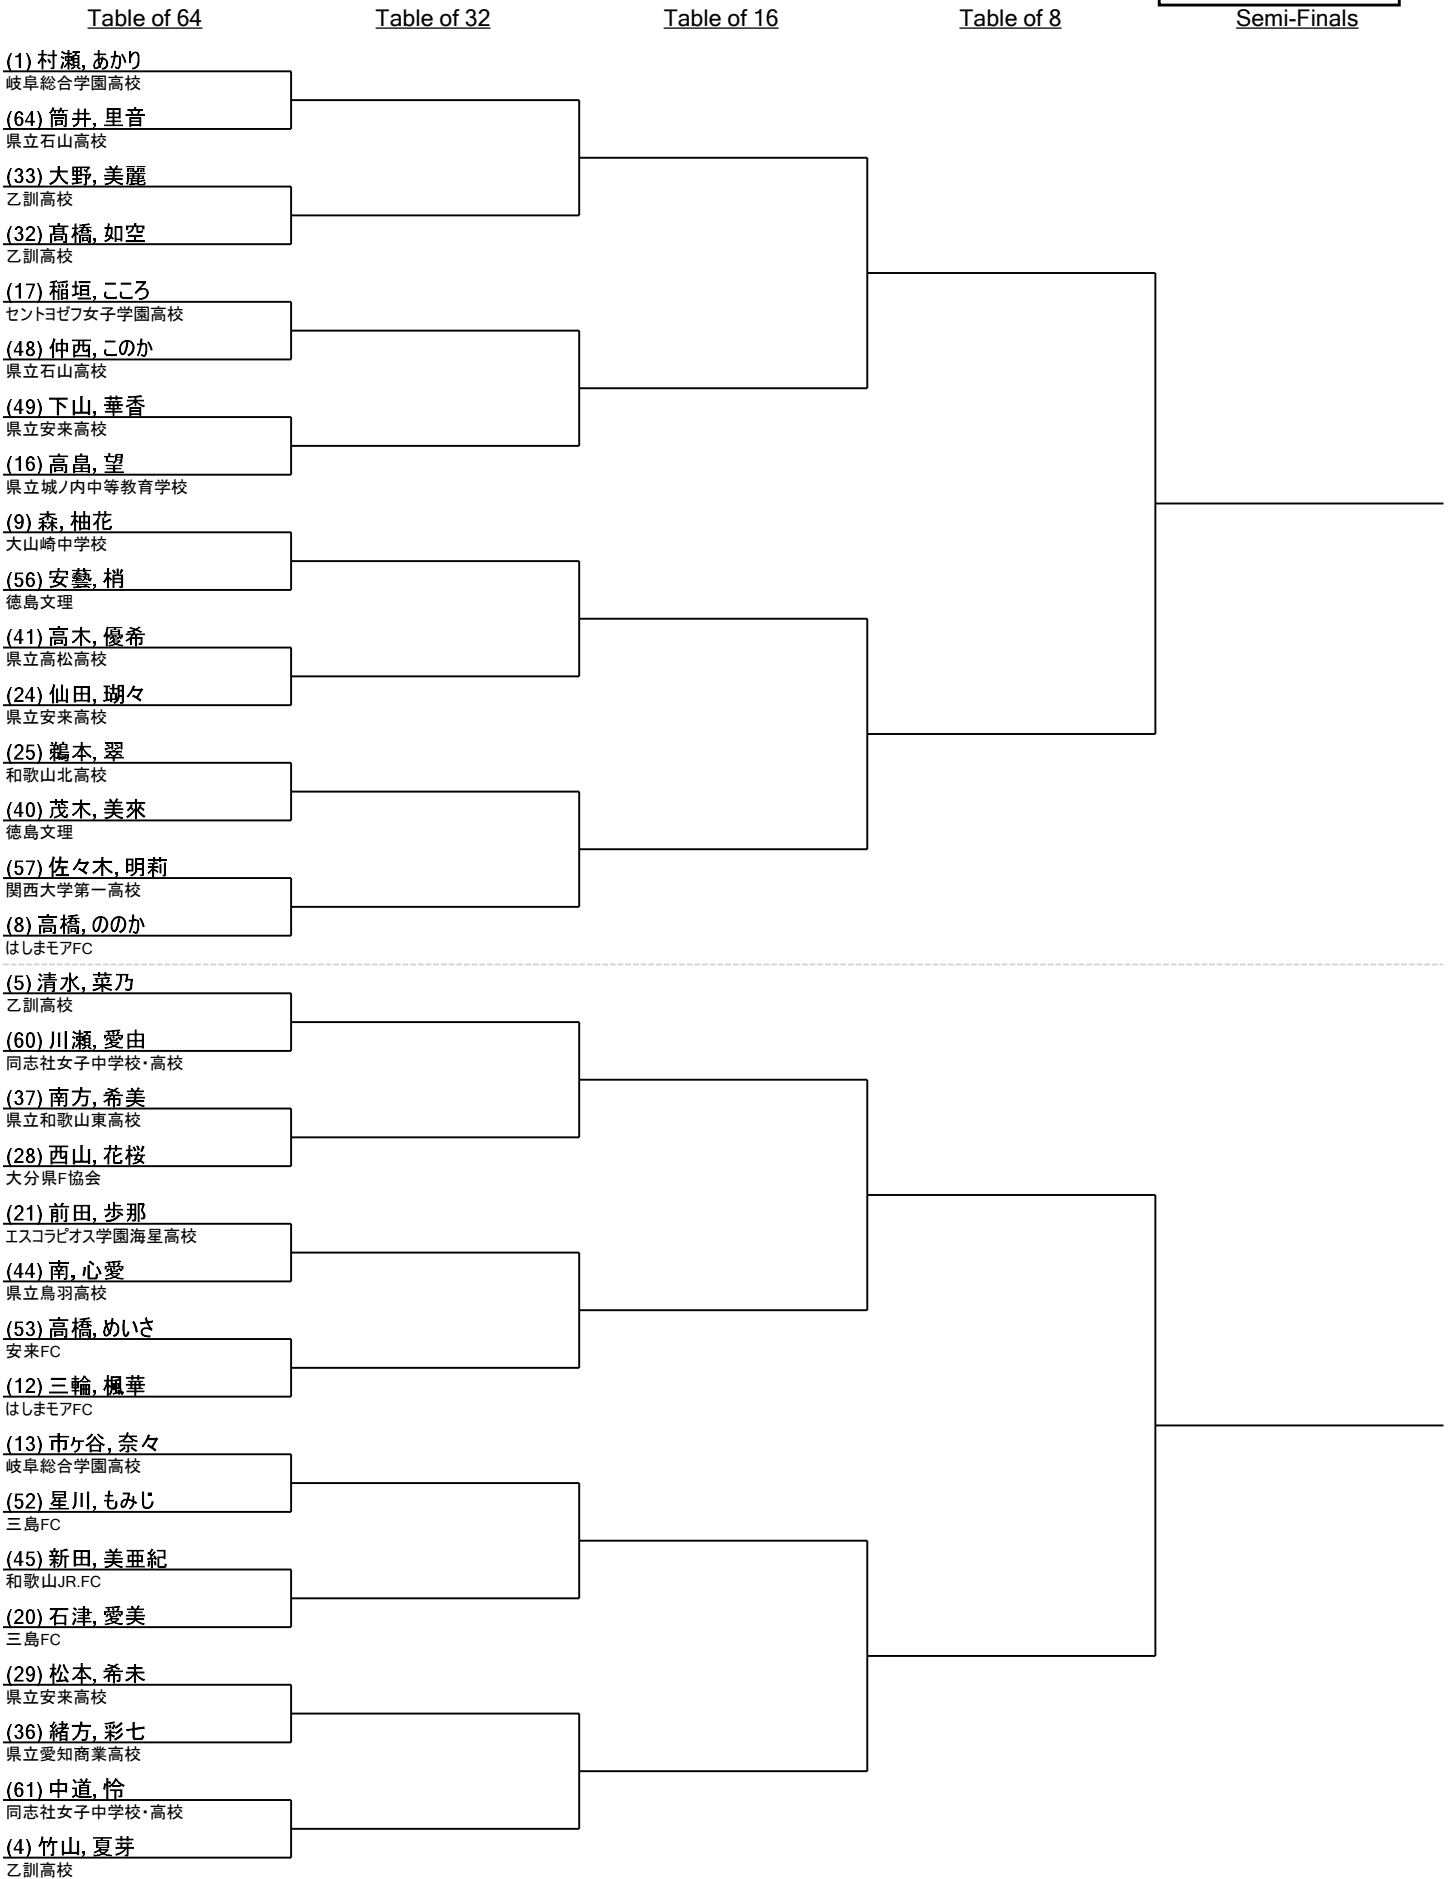 Table of 64 Table of 32 Table of 16 Table of 8 Semi-Finals
(1) 村瀬, あかり
岐阜総合学園高校
(64) 筒井, 里音
県立石山高校
(33) 大野, 美麗
乙訓高校
(32) 髙橋, 如空
乙訓高校
(17) 稲垣, こころ
セントヨゼフ女子学園高校
(48) 仲西, このか
県立石山高校
(49) 下山, 華香
県立安来高校
(16) 高畠, 望
県立城ノ内中等教育学校
(9) 森, 柚花
大山崎中学校
(56) 安藝, 梢
徳島文理
(41) 高木, 優希
県立高松高校
(24) 仙田, 瑚々
県立安来高校
(25) 鵜本, 翠
和歌山北高校
(40) 茂木, 美來
徳島文理
(57) 佐々木, 明莉
関西大学第一高校
(8) 高橋, ののか
はしまモアFC
(5) 清水, 菜乃
乙訓高校
(60) 川瀬, 愛由
同志社女子中学校・高校
(37) 南方, 希美
県立和歌山東高校
(28) 西山, 花桜
大分県F協会
(21) 前田, 歩那
エスコラピオス学園海星高校
(44) 南, 心愛
県立鳥羽高校
(53) 高橋, めいさ
安来FC
(12) 三輪, 楓華
はしまモアFC
(13) 市ヶ谷, 奈々
岐阜総合学園高校
(52) 星川, もみじ
三島FC
(45) 新田, 美亜紀
和歌山JR.FC
(20) 石津, 愛美
三島FC
(29) 松本, 希未
県立安来高校
(36) 緒方, 彩七
県立愛知商業高校
(61) 中道, 怜
同志社女子中学校・高校
(4) 竹山, 夏芽
乙訓高校